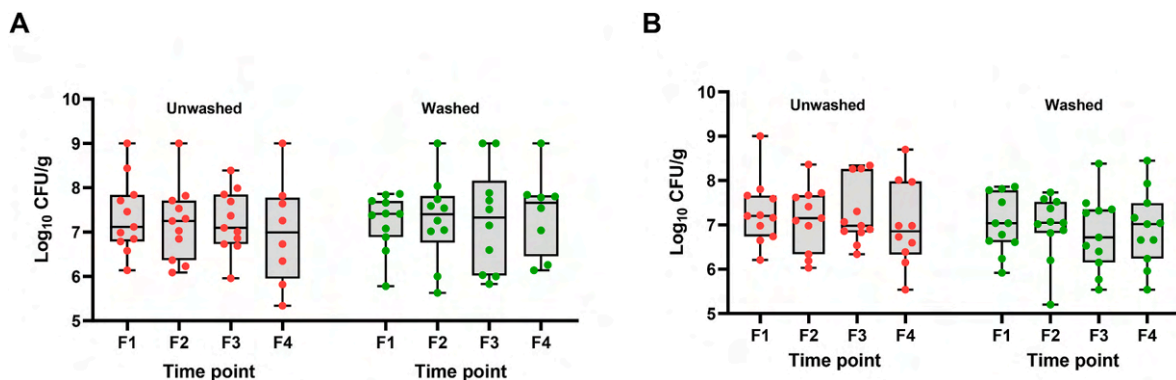 A
B
Unwashed
Washed
Log10 CFU/g
10
9
8
7
6
5
F1
F2
F3
F4
F1
F2
F3
F4
Time point
Time point
Unwashed
Washed
Log10 CFU/g
10
9
8
7
6
5
F1
F2
F3
F4
F1
F2
F3
F4
Time point
Time point